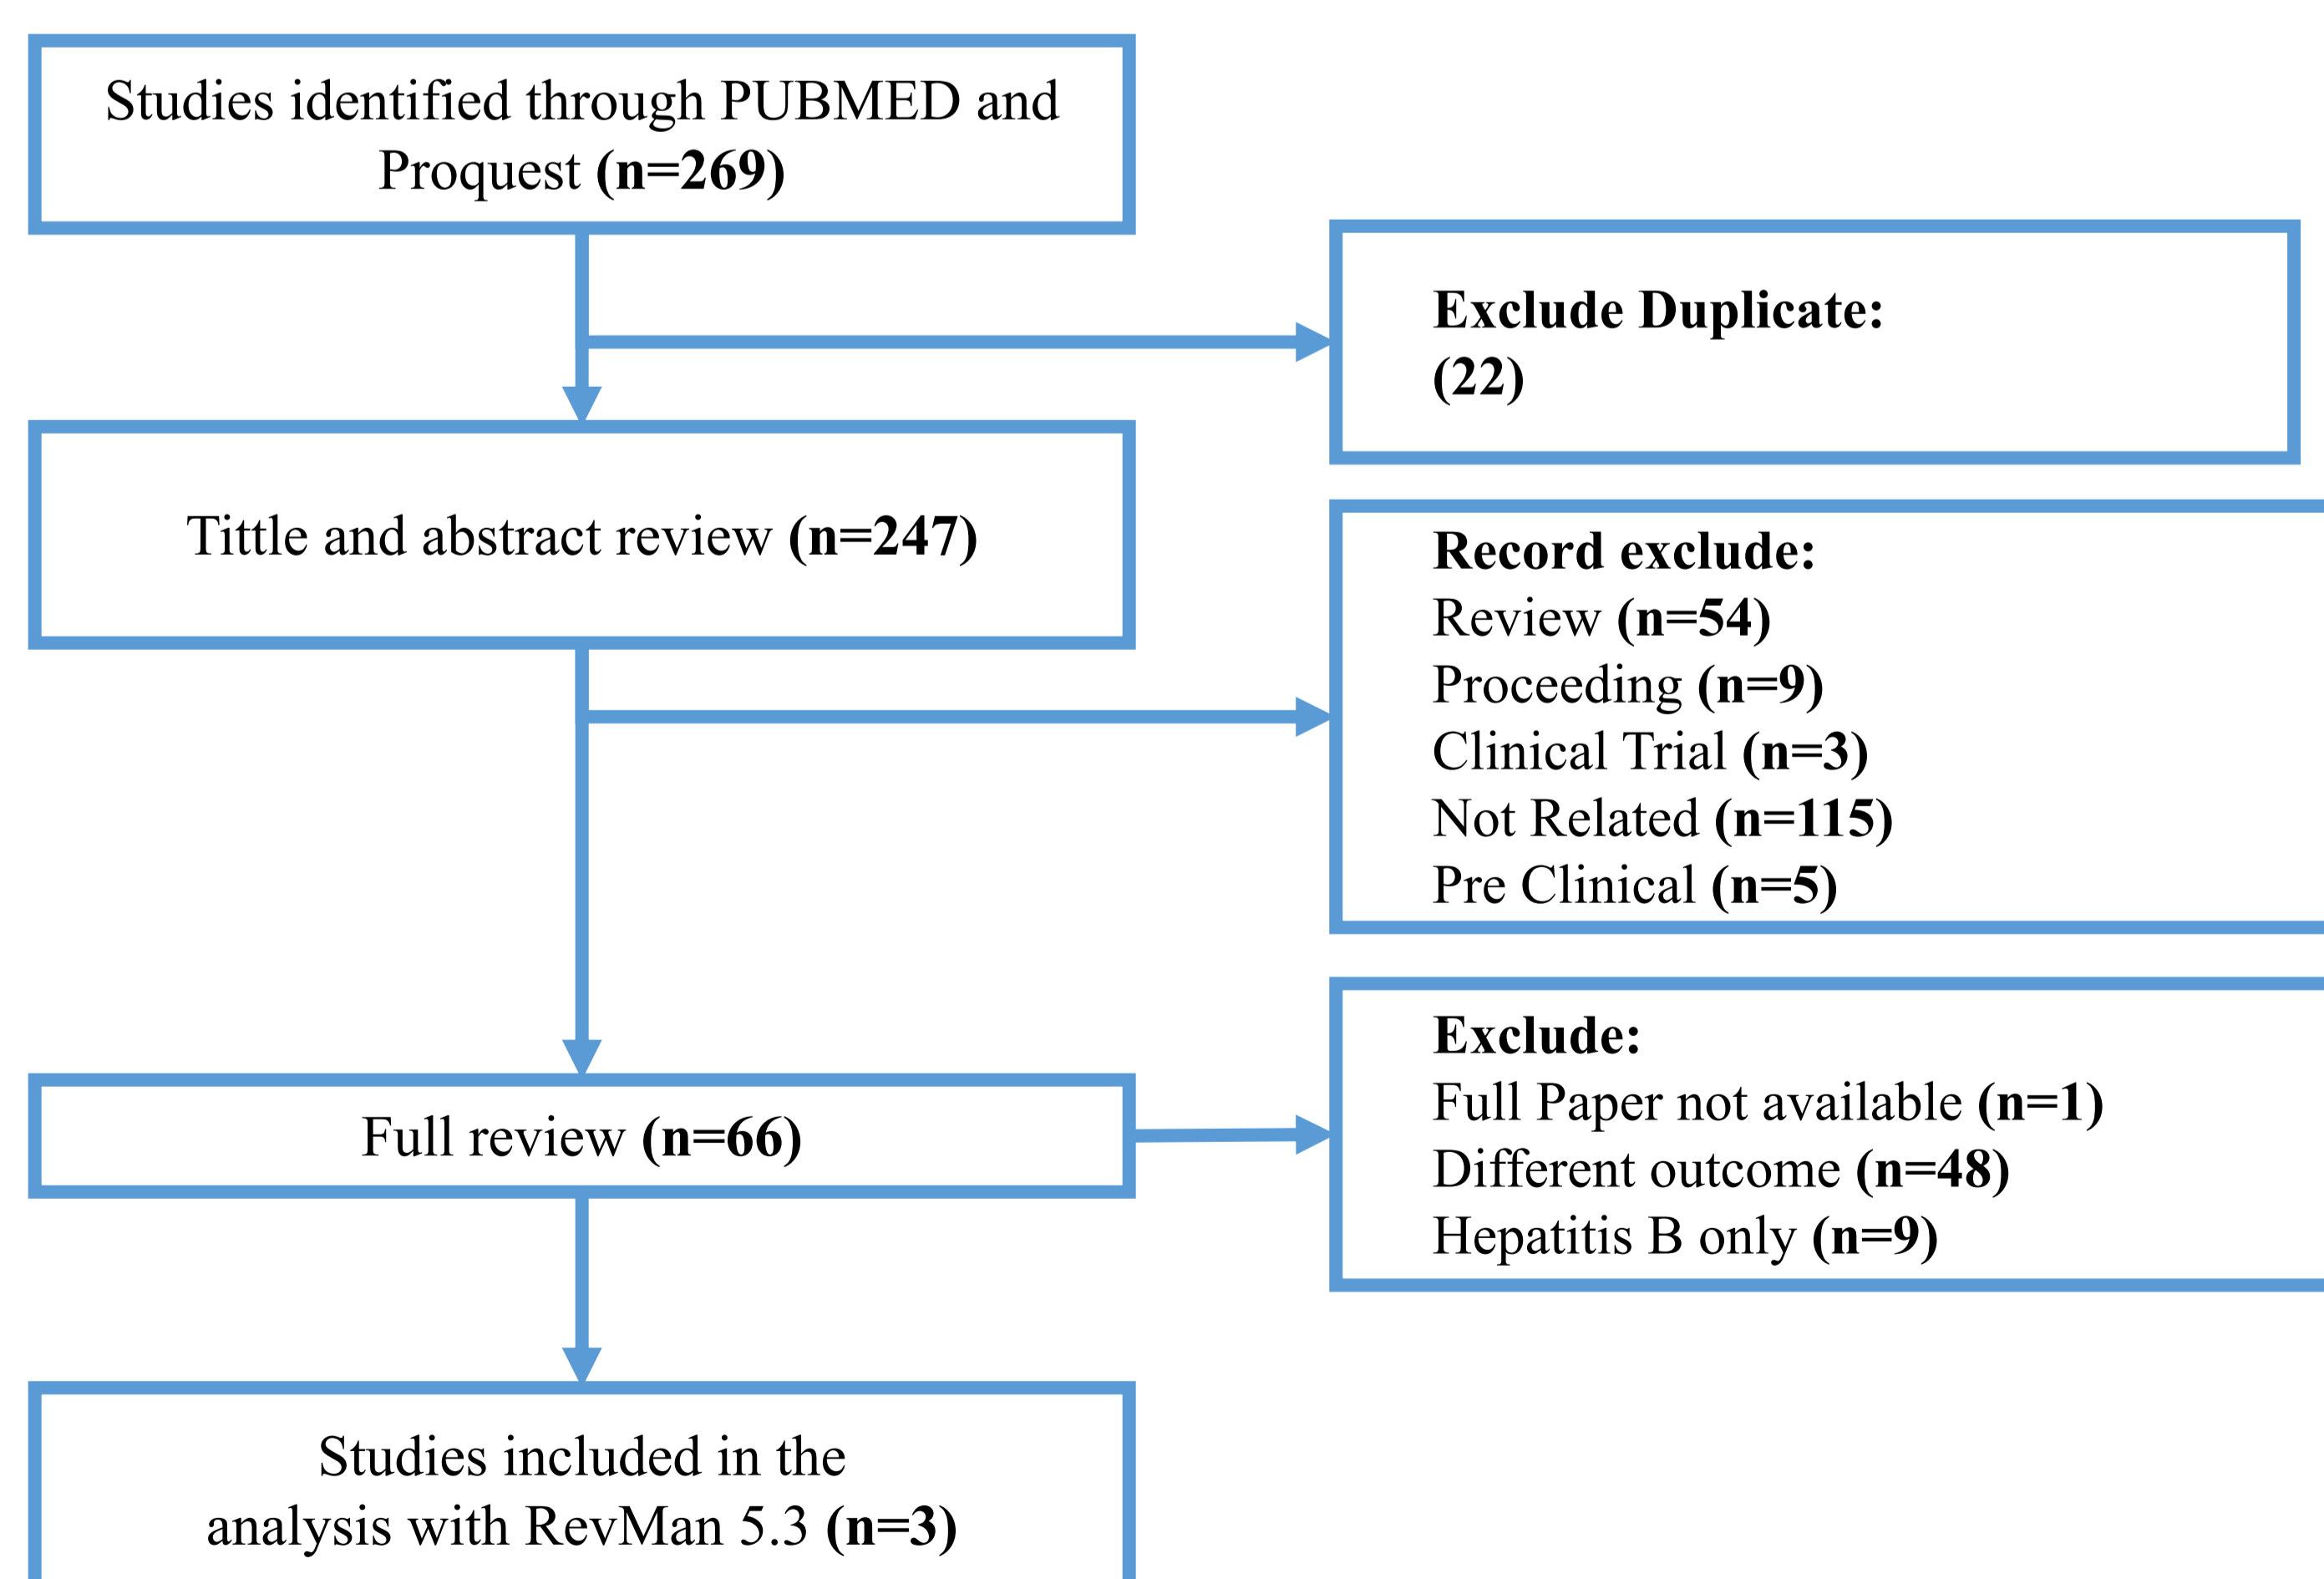 Studies identified through PUBMED and
Proquest (n=269)
Exclude Duplicate:
(22)
Tittle and abstract review (n=247)
Record exclude:
Review (n=54)
Proceeding (n=9)
Clinical Trial (n=3)
Not Related (n=115)
Pre Clinical (n=5)
Exclude:
Full Paper not available (n=1)
Different outcome (n=48)
Hepatitis B only (n=9)
Full review (n=66)
Studies included in the
analysis with RevMan 5.3 (n=3)